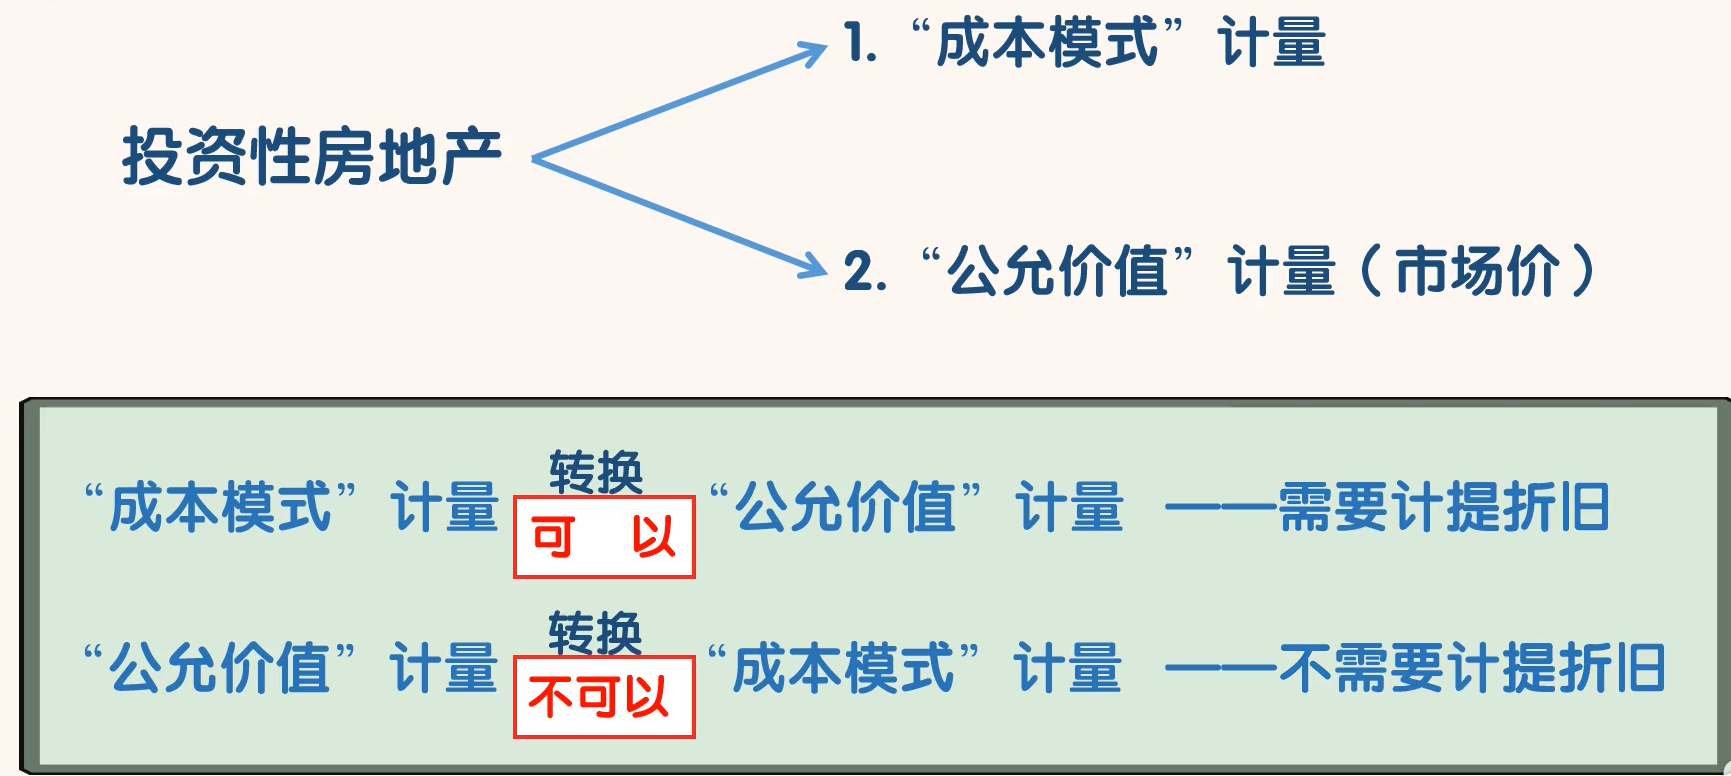 1. “成本模式” 计量
投资性房地产
2. “公允价值” 计量（市场价）
转换
“成本模式” 计量 可 以 “公允价值” 计量 ——需要计提折旧
转换
“公允价值” 计量 不可以 “成本模式” 计量 ——不需要计提折旧